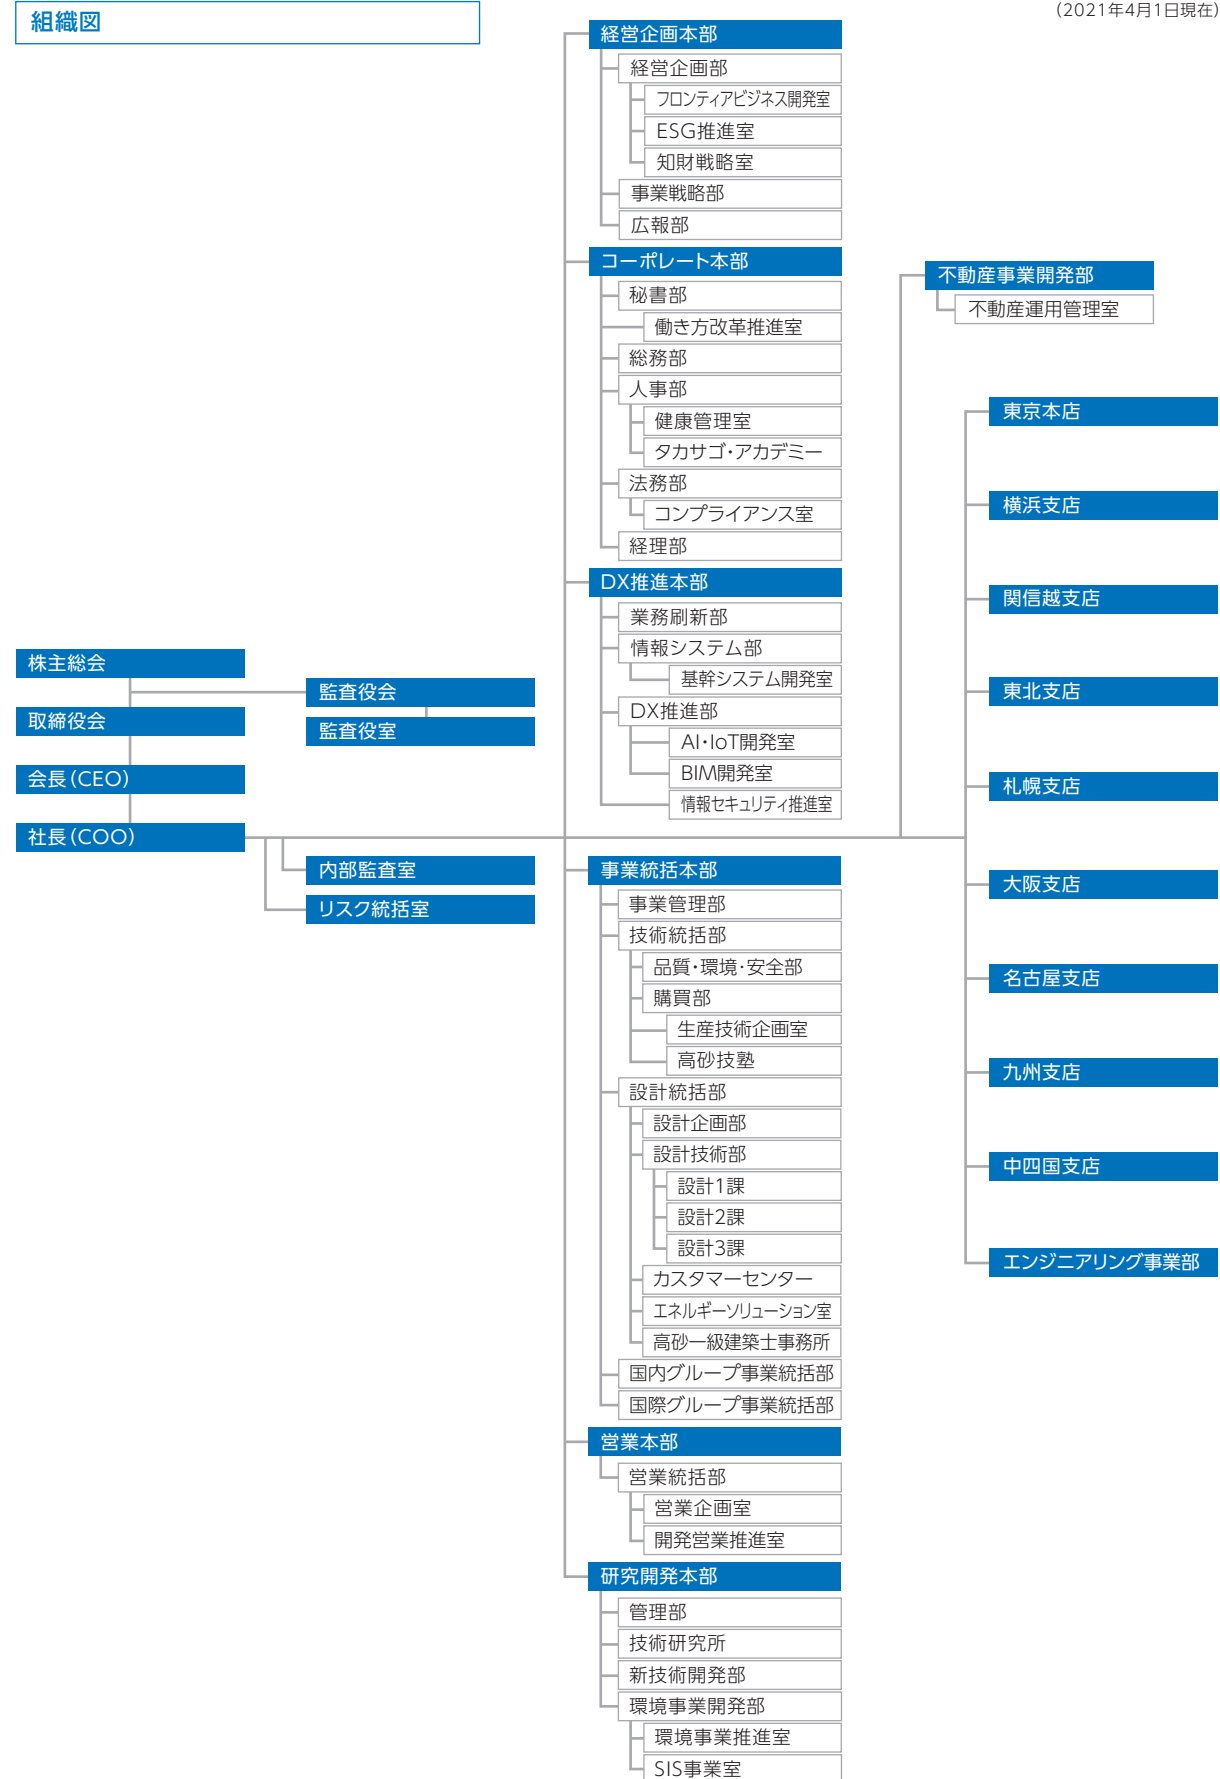 組織図
(2021年4月1日現在)
株主総会
監査役会
監査役室
取締役会
会長(CEO)
社長(COO)
内部監査室
リスク統括室
経営企画本部
経営企画部
フロンティアビジネス開発室
ESG推進室
知財戦略室
事業戦略部
広報部
コーポレート本部
秘書部
働き方改革推進室
総務部
人事部
健康管理室
タカサゴ・アカデミー
法務部
コンプライアンス室
経理部
DX推進本部
業務刷新部
情報システム部
基幹システム開発室
DX推進部
AI・IoT開発室
BIM開発室
情報セキュリティ推進室
事業統括本部
事業管理部
技術統括部
品質・環境・安全部
購買部
生産技術企画室
高砂技塾
設計統括部
設計企画部
設計技術部
設計1課
設計2課
設計3課
カスタマーセンター
エネルギーソリューション室
高砂一級建築士事務所
国内グループ事業統括部
国際グループ事業統括部
営業本部
営業統括部
営業企画室
開発営業推進室
研究開発本部
管理部
技術研究所
新技術開発部
環境事業開発部
環境事業推進室
SIS事業室
不動産事業開発部
不動産運用管理室
東京本店
横浜支店
関信越支店
東北支店
札幌支店
大阪支店
名古屋支店
九州支店
中四国支店
エンジニアリング事業部